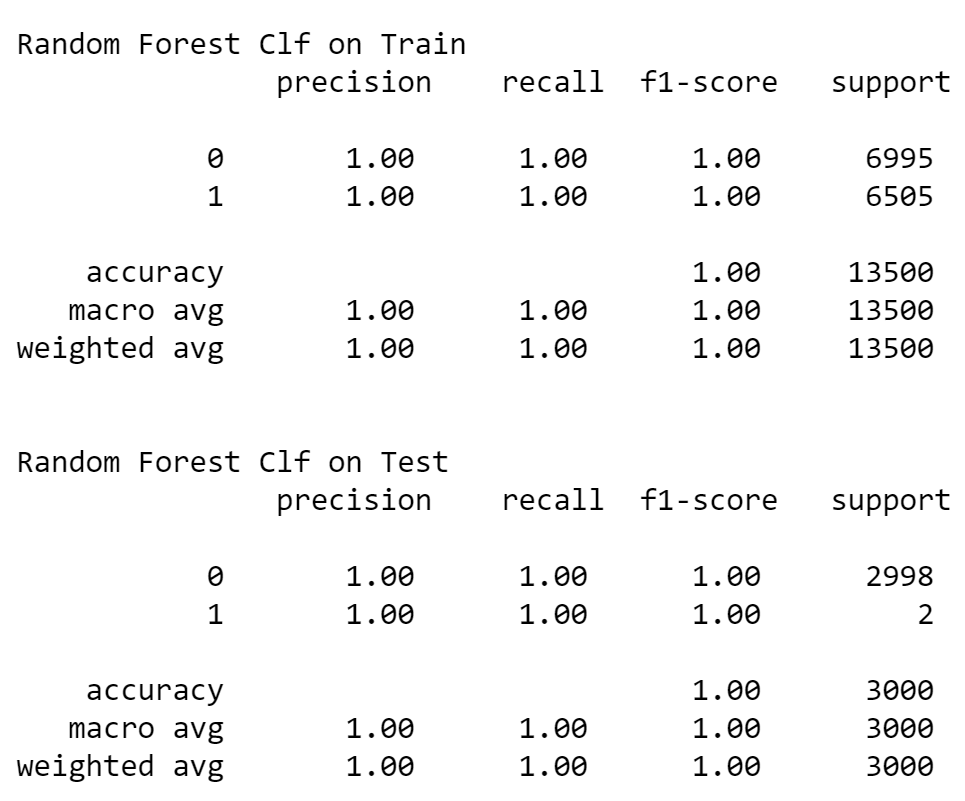 Random Forest Clf on Train
precision recall f1-score support
0 1.00 1.00 1.00 6995
1 1.00 1.00 1.00 6505
accuracy 1.00 13500
macro avg 1.00 1.00 1.00 13500
weighted avg 1.00 1.00 1.00 13500
Random Forest Clf on Test
precision recall f1-score support
0 1.00 1.00 1.00 2998
1 1.00 1.00 1.00 2
accuracy 1.00 3000
macro avg 1.00 1.00 1.00 3000
weighted avg 1.00 1.00 1.00 3000